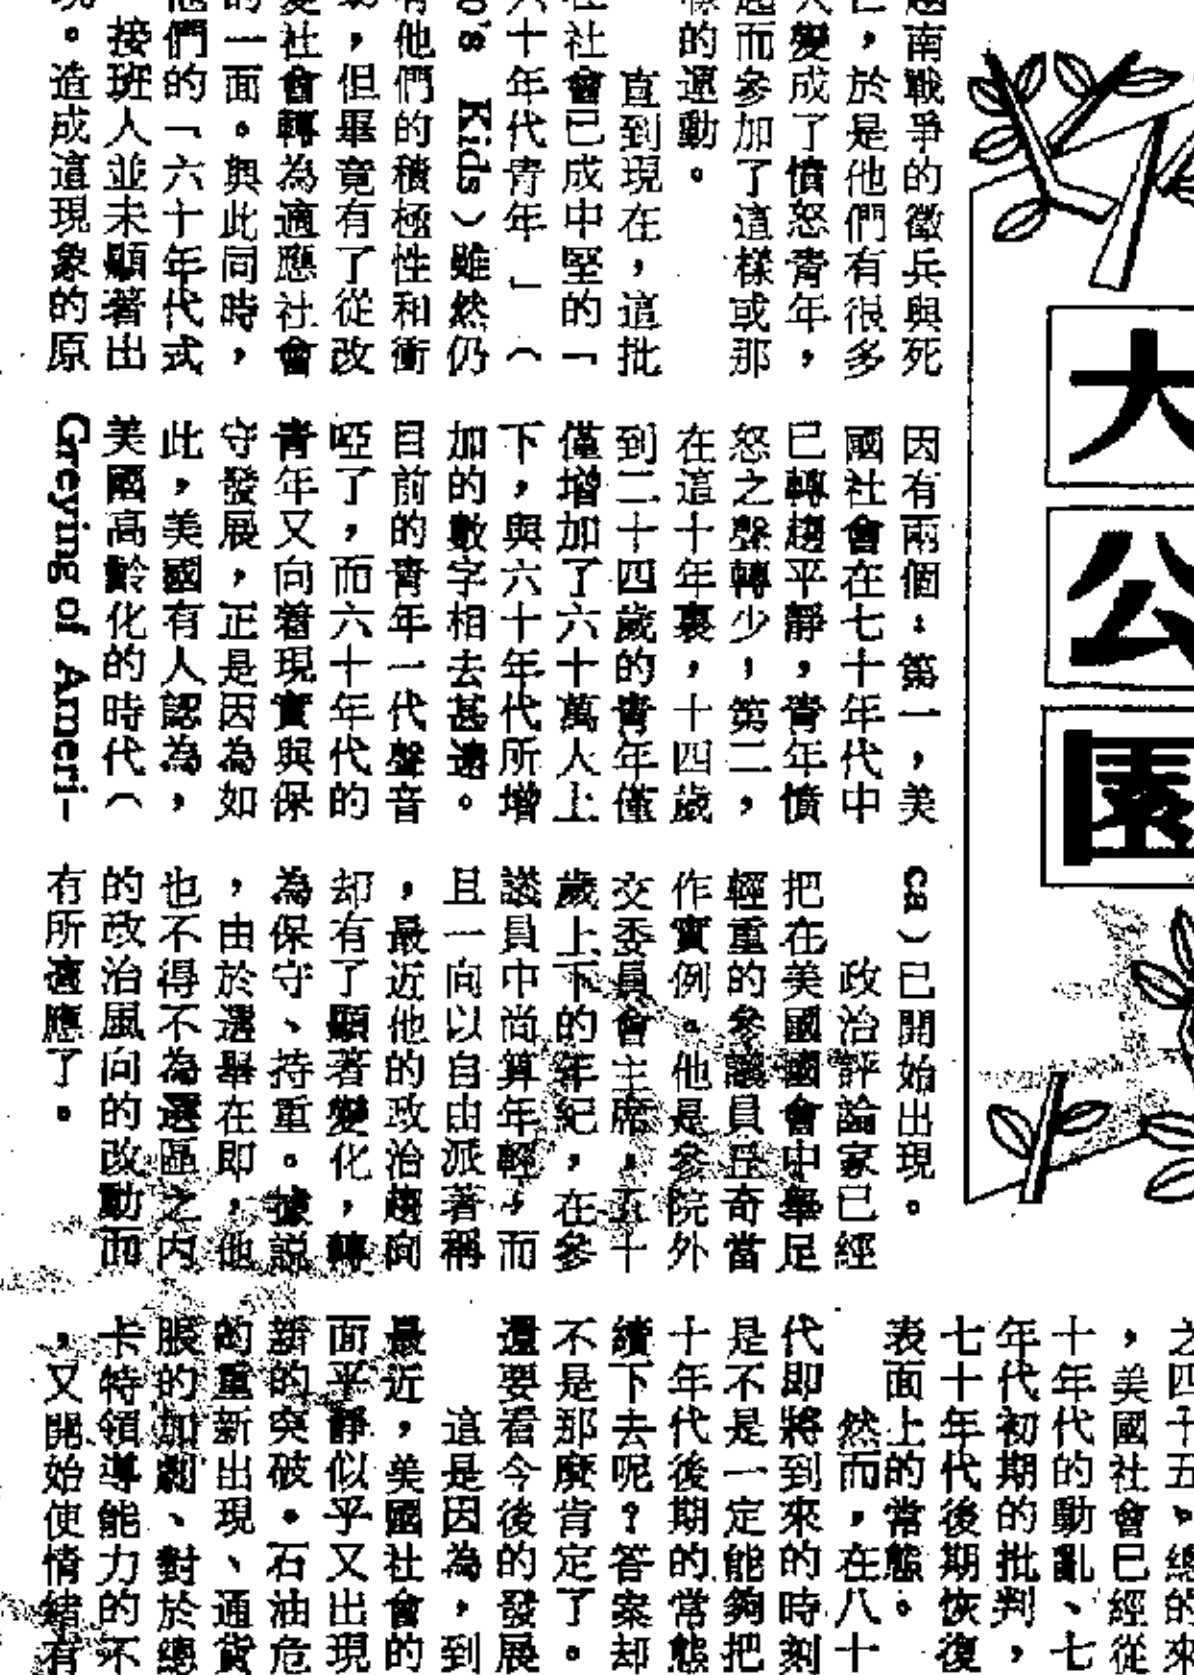 大公園
越南戰爭的徵兵與死
亡，於是他們有很多
人變成了憤怒青年，
起而參加了這樣或那
樣的運動。
直到現在，這批
在社會已成中堅的「
六十年代青年」（
0's Kids）雖然仍
有他們的積極性和衝
動，但畢竟有了從改
變社會轉為適應社會
的一面。與此同時，
他們的「六十年代式
」接班人並未顯著出
現。造成這現象的原
因有兩個：第一，美
國社會在七十年代中
已轉趨平靜，青年憤
怒之聲轉少，第二，
在這十年裏，十四歲
到二十四歲的青年僅
僅增加了六十萬人上
下，與六十年代所增
加的數字相去甚遠。
目前的青年一代聲音
啞了，而六十年代的
青年又向着現實與保
守發展，正是因為如
此，美國有人認為，
美國高齡化的時代（
Greying of Ameri-
ca）已開始出現。
政治評論家已經
把在美國國會中舉足
輕重的參議員丘奇當
作實例。他是參院外
交委員會主席，五十
歲上下的年紀，在參
議員中尚算年輕，而
且一向以自由派著稱
，最近他的政治趨向
却有了顯著變化，轉
為保守、持重。據説
，由於選舉在即，他
也不得不為選區之內
的政治風向的改動而
有所適應了。
之四十五。總的來
，美國社會已經從
十年代的動亂、七
年代初期的批判，
七十年代後期恢復
表面上的常態。
然而，在八十
代即將到來的時刻
是不是一定能夠把
十年代後期的常態
續下去呢？答案却
不是那麼肯定了。
還要看今後的發展
這是因為，到
最近，美國社會的
面平靜似乎又出現
新的突破。石油危
的重新出現、通貨
脹的加劇、對於總
卡特領導能力的不
，又開始使情緒有